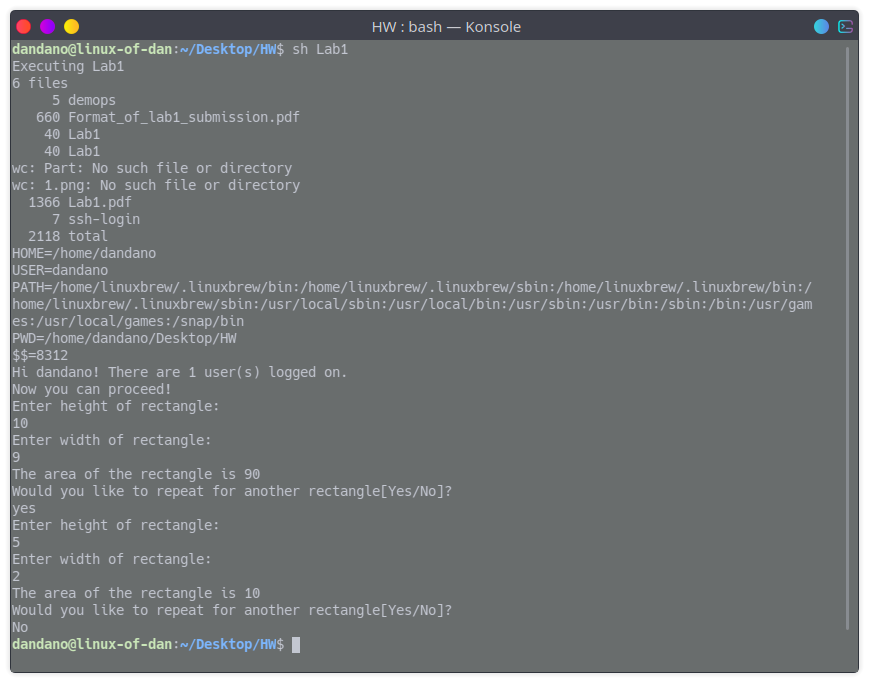 HW : bash — Konsole
dandano@linux-of-dan:~/Desktop/HW$ sh Lab1
Executing Lab1
6 files
     5 demops
   660 Format_of_lab1_submission.pdf
    40 Lab1
    40 Lab1
wc: Part: No such file or directory
wc: 1.png: No such file or directory
  1366 Lab1.pdf
     7 ssh-login
  2118 total
HOME=/home/dandano
USER=dandano
PATH=/home/linuxbrew/.linuxbrew/bin:/home/linuxbrew/.linuxbrew/sbin:/home/linuxbrew/.linuxbrew/bin:/
home/linuxbrew/.linuxbrew/sbin:/usr/local/sbin:/usr/local/bin:/usr/sbin:/usr/bin:/sbin:/bin:/usr/gam
es:/usr/local/games:/snap/bin
PWD=/home/dandano/Desktop/HW
$$=8312
Hi dandano! There are 1 user(s) logged on.
Now you can proceed!
Enter height of rectangle:
10
Enter width of rectangle:
9
The area of the rectangle is 90
Would you like to repeat for another rectangle[Yes/No]?
yes
Enter height of rectangle:
5
Enter width of rectangle:
2
The area of the rectangle is 10
Would you like to repeat for another rectangle[Yes/No]?
No
dandano@linux-of-dan:~/Desktop/HW$